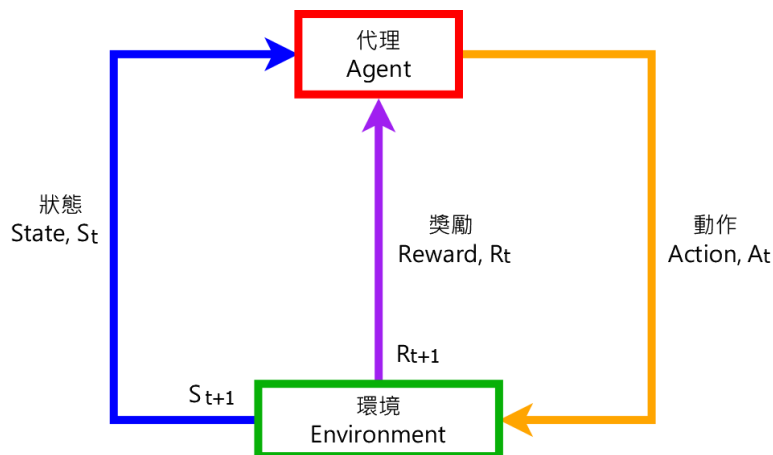 代理
Agent
狀態
State, St
獎勵
Reward, Rt
動作
Action, At
Rt+1
St+1
環境
Environment